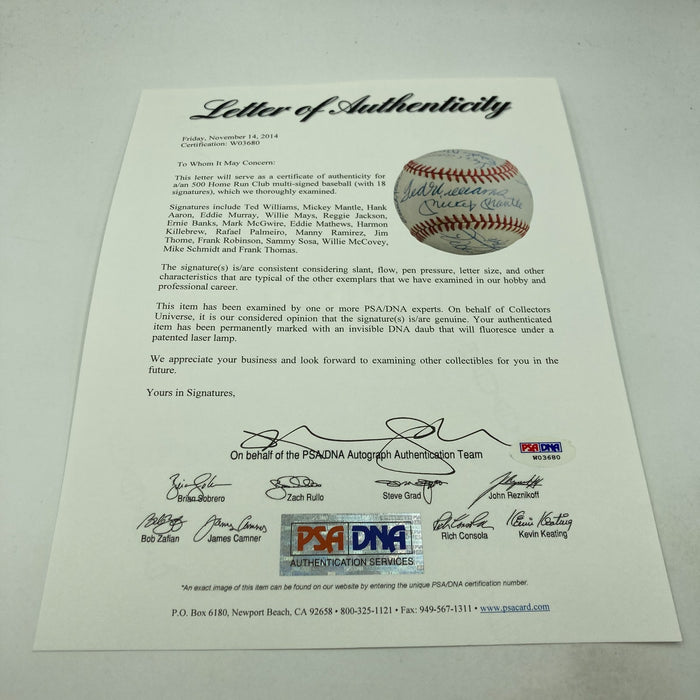 Letter of Authenticity
Friday, November 14, 2014
Certification: W03680
To Whom It May Concern:
This letter will serve as a certificate of authenticity for
a/an 500 Home Run Club multi-signed baseball (with 18
signatures), which we thoroughly examined.
Signatures include Ted Williams, Mickey Mantle, Hank
Aaron, Eddie Murray, Willie Mays, Reggie Jackson,
Ernie Banks, Mark McGwire, Eddie Mathews, Harmon
Killebrew, Rafael Palmeiro, Manny Ramirez, Jim
Thome, Frank Robinson, Sammy Sosa, Willie McCovey,
Mike Schmidt and Frank Thomas.
Ted Williams
Mickey Mantle
The signature(s) is/are consistent considering slant, flow, pen pressure, letter size, and other
characteristics that are typical of the other exemplars that we have examined in our hobby and
professional career.
This item has been examined by one or more PSA/DNA experts. On behalf of Collectors
Universe, it is our considered opinion that the signature(s) is/are genuine. Your authenticated
item has been permanently marked with an invisible DNA daub that will fluoresce under a
patented laser lamp.
We appreciate your business and look forward to examining other collectibles for you in the
future.
Yours in Signatures,
On behalf of the PSA/DNA Autograph Authentication Team
PSA DNA
W03680
Brian Sobrero
Zach Rullo
Steve Grad
John Reznikoff
Bob Zafian
James Camner
Rich Consola
Kevin Keating
PSA DNA
AUTHENTICATION SERVICES
*An exact image of this item can be found on our website by entering the unique PSA/DNA certification number.
P.O. Box 6180, Newport Beach, CA 92658 • 800-325-1121 • Fax: 949-567-1311 • www.psacard.com